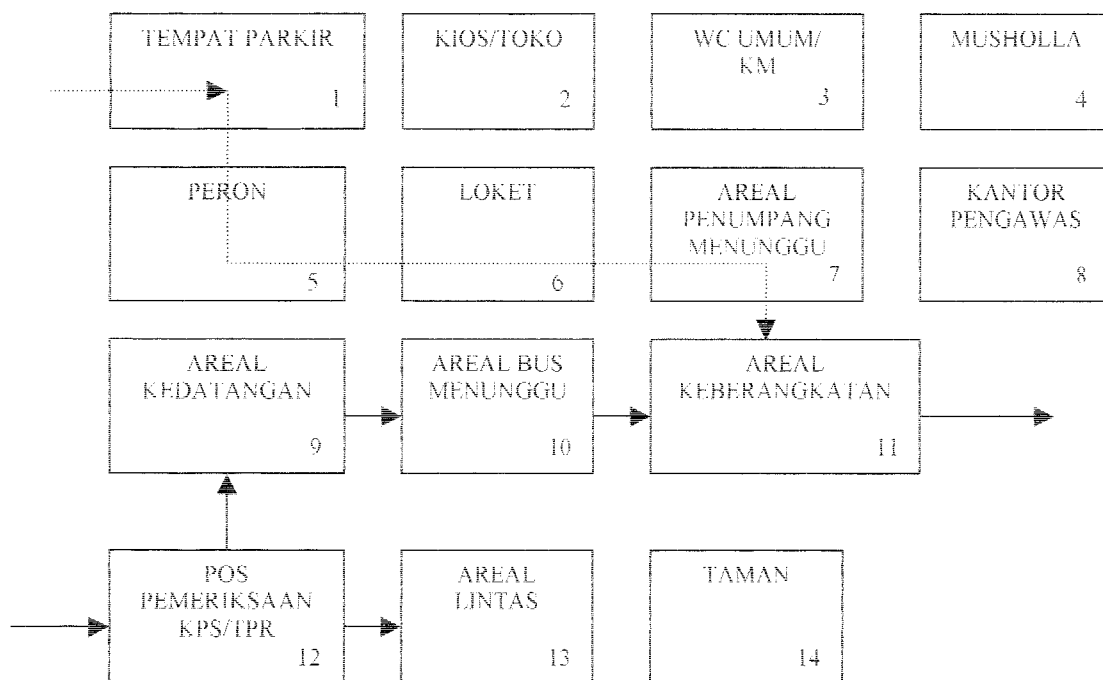 TEMPAT PARKIR
1
KIOS/TOKO
2
WC UMUM/
KM
3
MUSHOLLA
4
PERON
5
LOKET
6
AREAL
PENUMPANG
MENUNGGU
7
KANTOR
PENGAWAS
8
AREAL
KEDATANGAN
9
AREAL BUS
MENUNGGU
10
AREAL
KEBERANGKATAN
11
POS
PEMERIKSAAN
KPS/TPR
12
AREAL
LINTAS
13
TAMAN
14